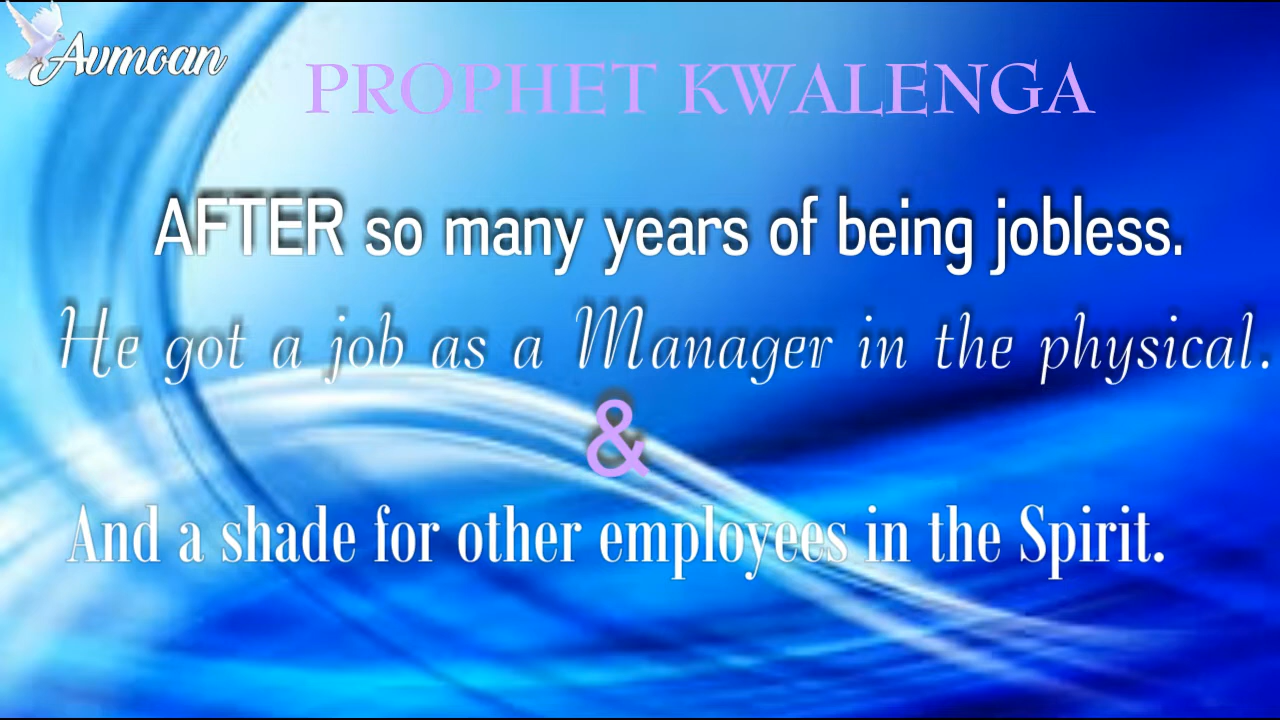 Avmoan
PROPHET KWALENGA
AFTER so many years of being jobless.
He got a job as a Manager in the physical.
&
And a shade for other employees in the Spirit.